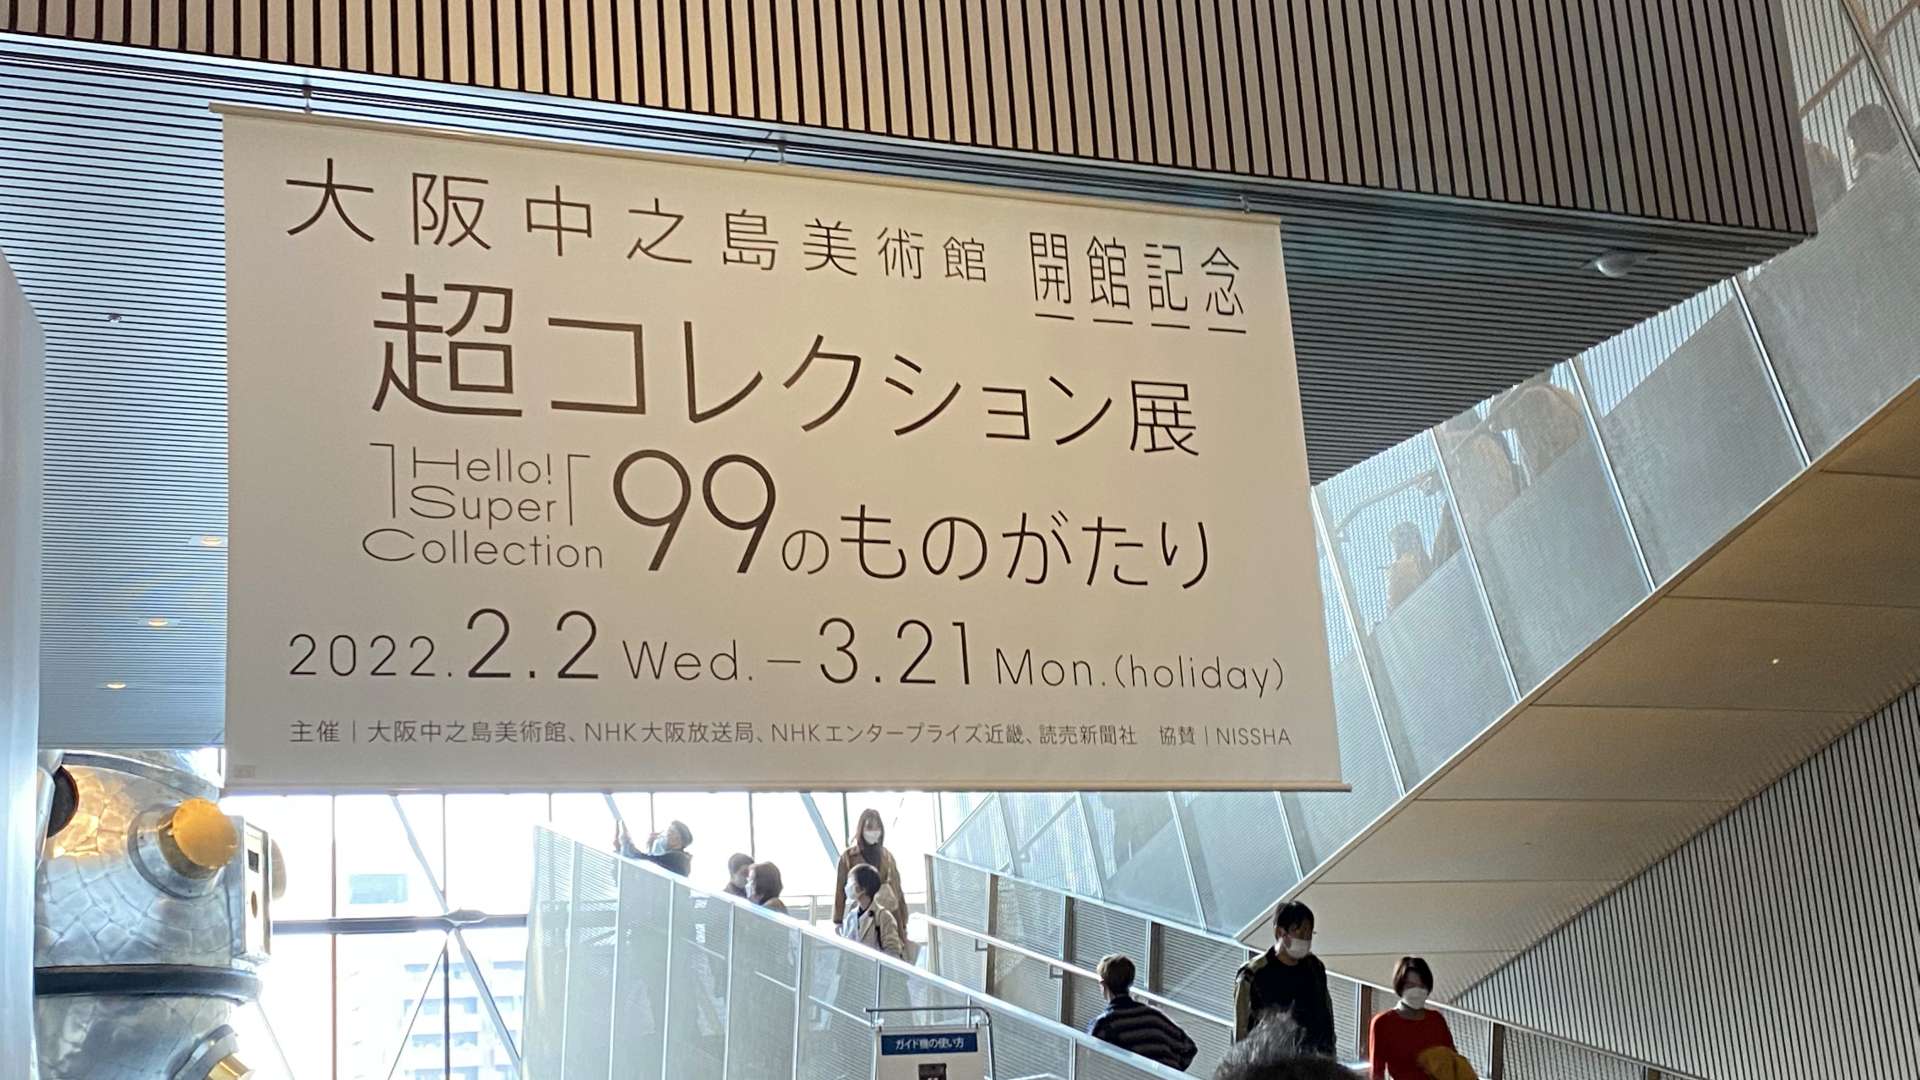 大阪中之島美術館 開館記念
超コレクション展
Hello!
Super
Collection
99のものがたり
2022.2.2 Wed.–3.21 Mon.(holiday)
主催|大阪中之島美術館、NHK大阪放送局、NHKエンタープライズ近畿、読売新聞社 協賛|NISSHA
ガイド機の使い方